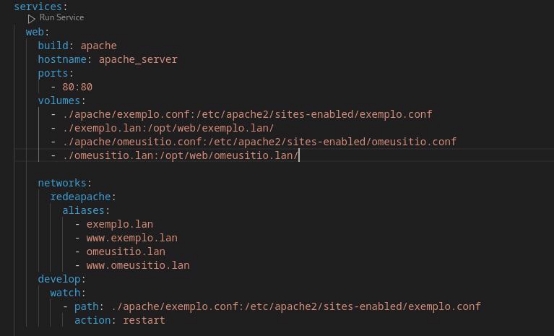 services:
Run Service
web:
build: apache
hostname: apache_server
ports:
- 80:80
volumes:
- ./apache/exemplo.conf:/etc/apache2/sites-enabled/exemplo.conf
- ./exemplo.lan:/opt/web/exemplo.lan/
- ./apache/omeusitio.conf:/etc/apache2/sites-enabled/omeusitio.conf
- ./omeusitio.lan:/opt/web/omeusitio.lan/
networks:
redeapache:
aliases:
- exemplo.lan
- www.exemplo.lan
- omeusitio.lan
- www.omeusitio.lan
develop:
watch:
- path: ./apache/exemplo.conf:/etc/apache2/sites-enabled/exemplo.conf
action: restart